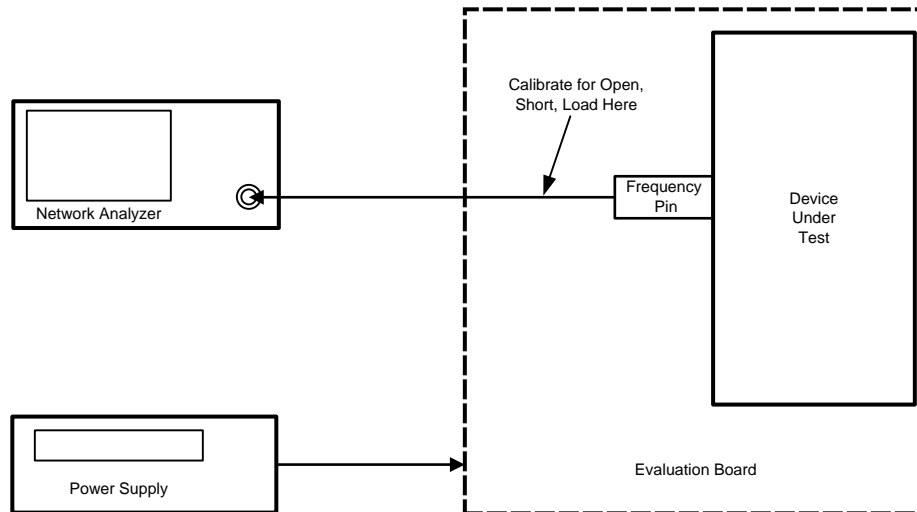 Calibrate for Open,
Short, Load Here
Network Analyzer
Frequency
Pin
Device
Under
Test
Power Supply
Evaluation Board